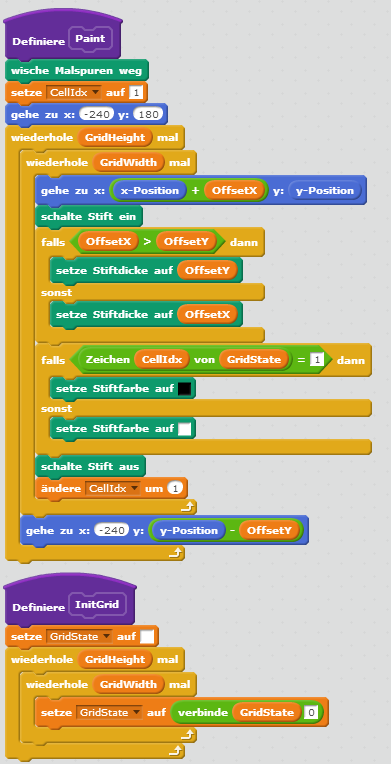 Definiere Paint
wische Malspuren weg
setze CellIdx auf 1
gehe zu x: -240 y: 180
wiederhole GridHeight mal
wiederhole GridWidth mal
gehe zu x: x-Position + OffsetX y: y-Position
schalte Stift ein
falls OffsetX > OffsetY dann
setze Stiftdicke auf OffsetY
sonst
setze Stiftdicke auf OffsetX
falls Zeichen CellIdx von GridState = 1 dann
setze Stiftfarbe auf
sonst
setze Stiftfarbe auf
schalte Stift aus
ändere CellIdx um 1
gehe zu x: -240 y: y-Position - OffsetY
Definiere InitGrid
setze GridState auf
wiederhole GridHeight mal
wiederhole GridWidth mal
setze GridState auf verbinde GridState 0